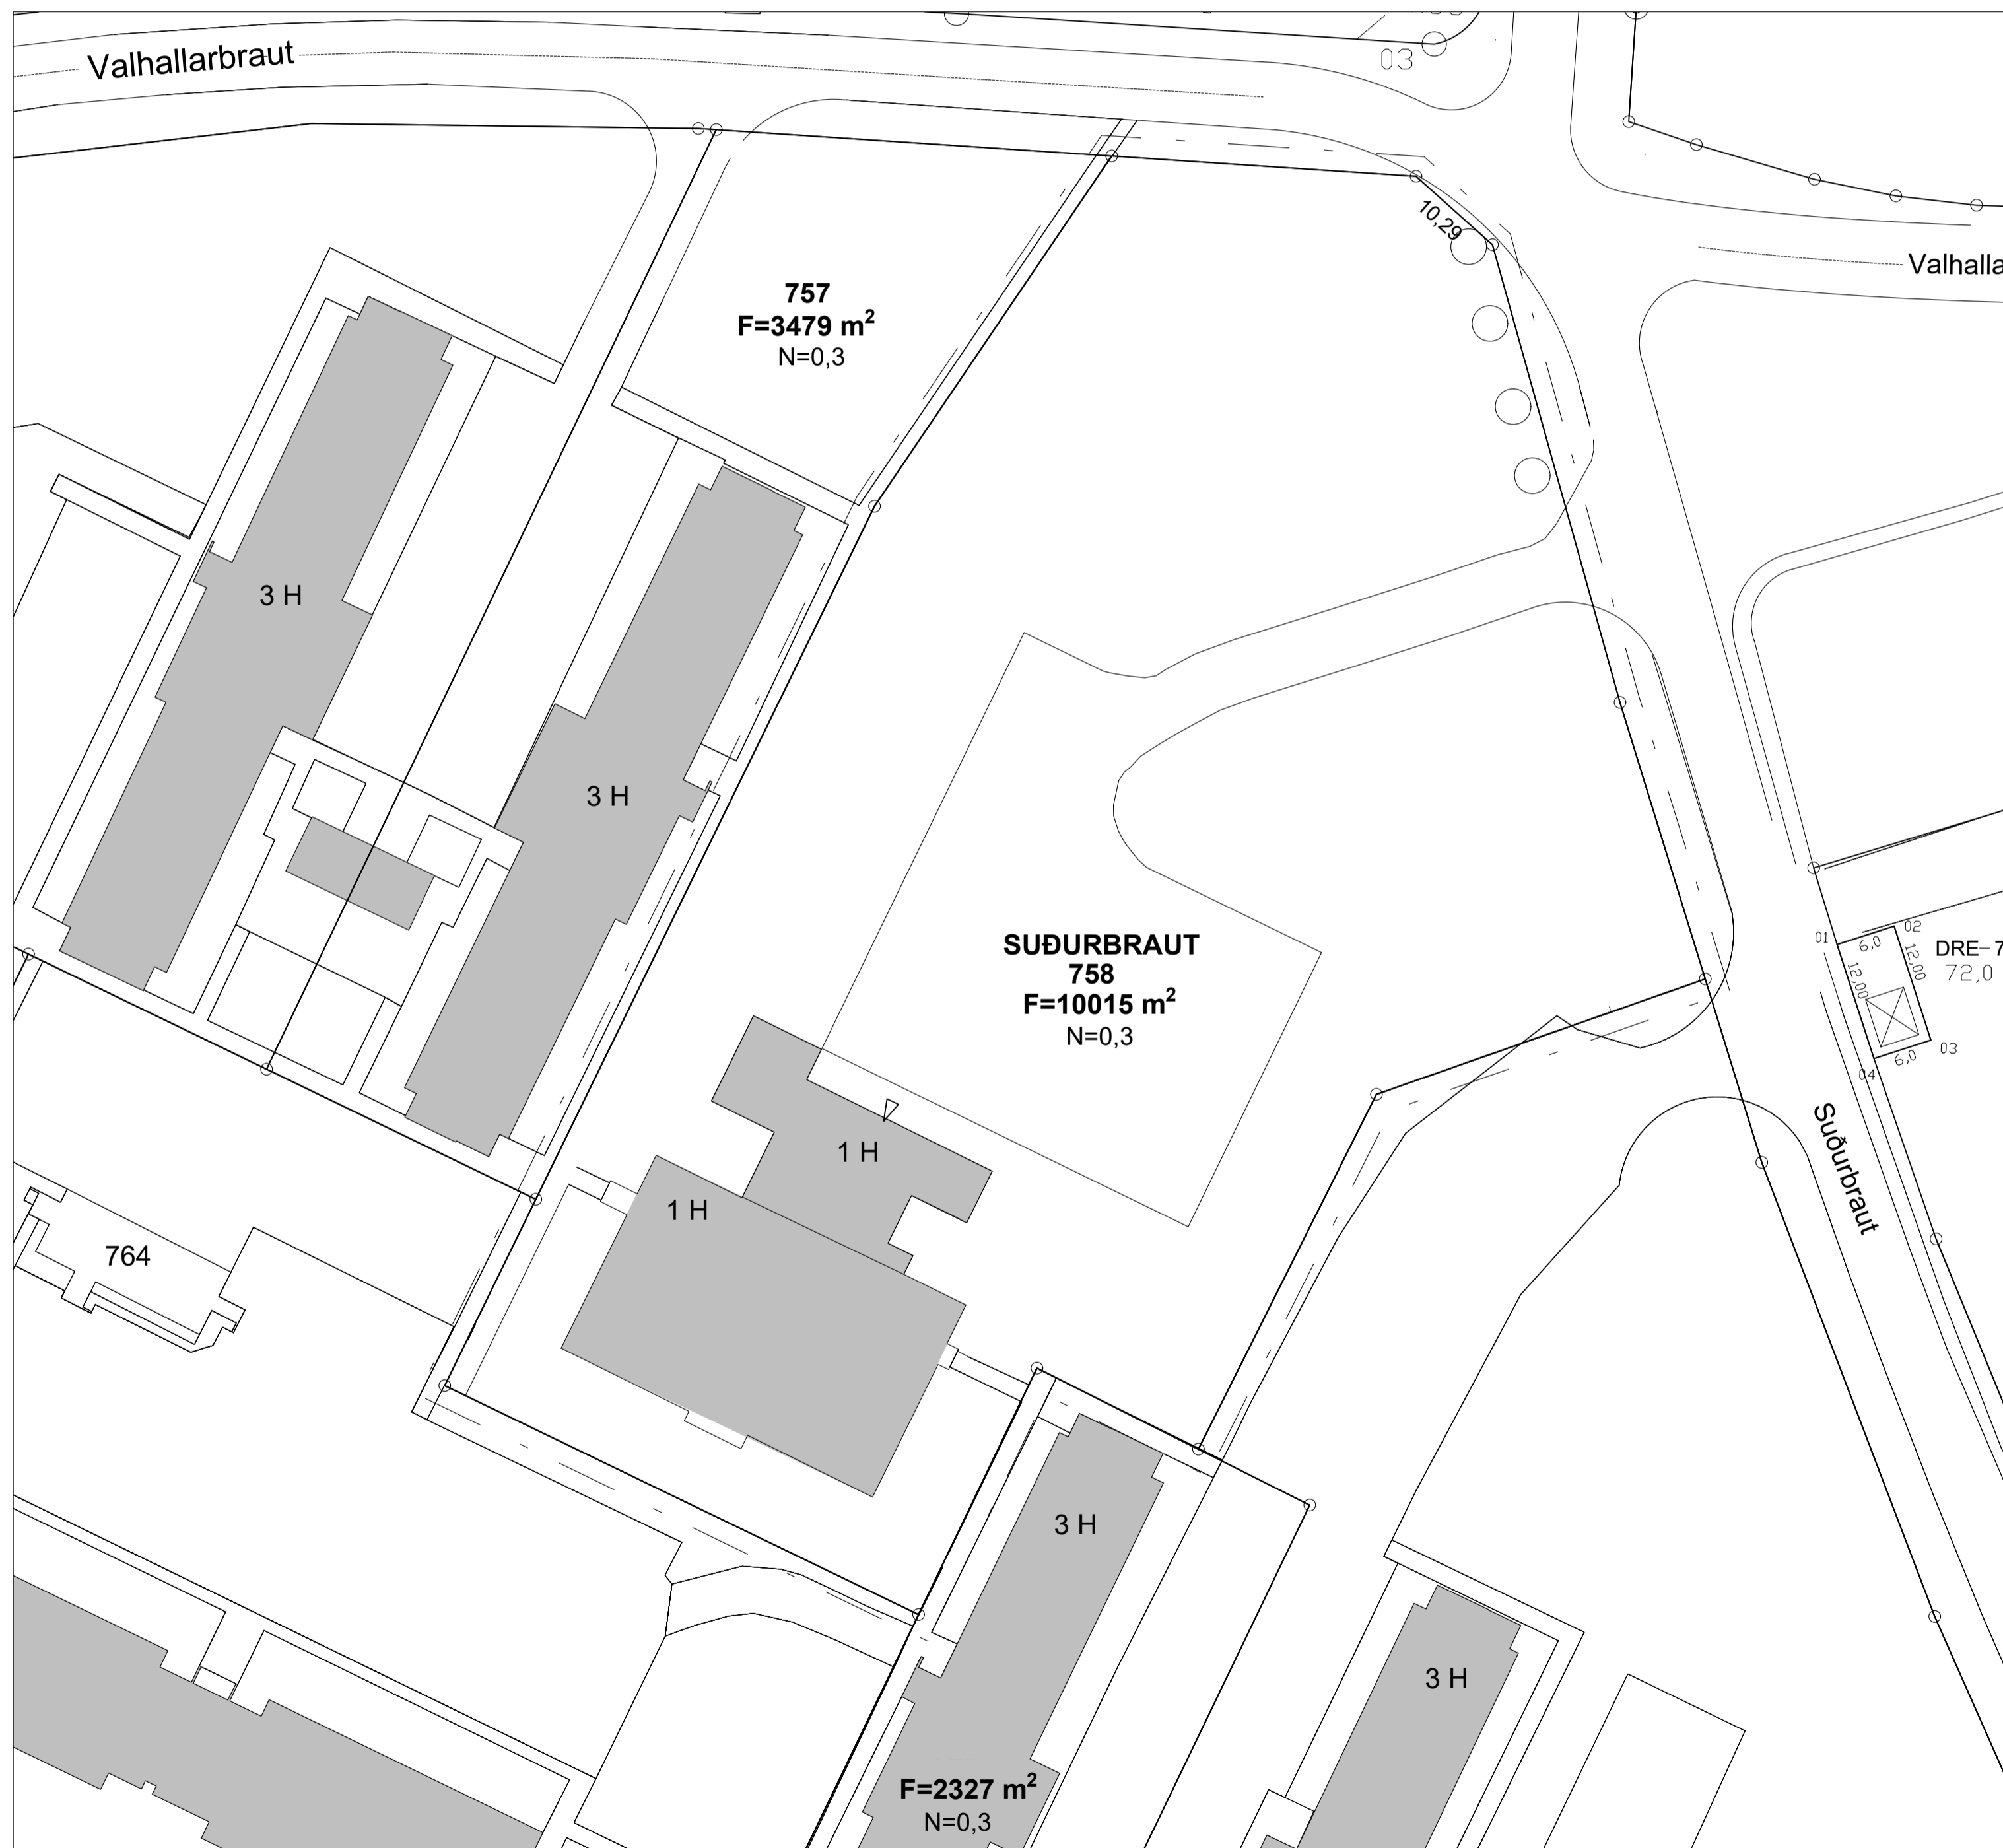 Valhallarbraut
03
10,29
Valhalla
757
F=3479 m²
N=0,3
3 H
3 H
SUÐURBRAUT
758
F=10015 m²
N=0,3
01
02
6,0
12,00
12,00
DRE-7
72,0
6,0
03
04
Suðurbraut
1 H
1 H
764
3 H
3 H
F=2327 m²
N=0,3